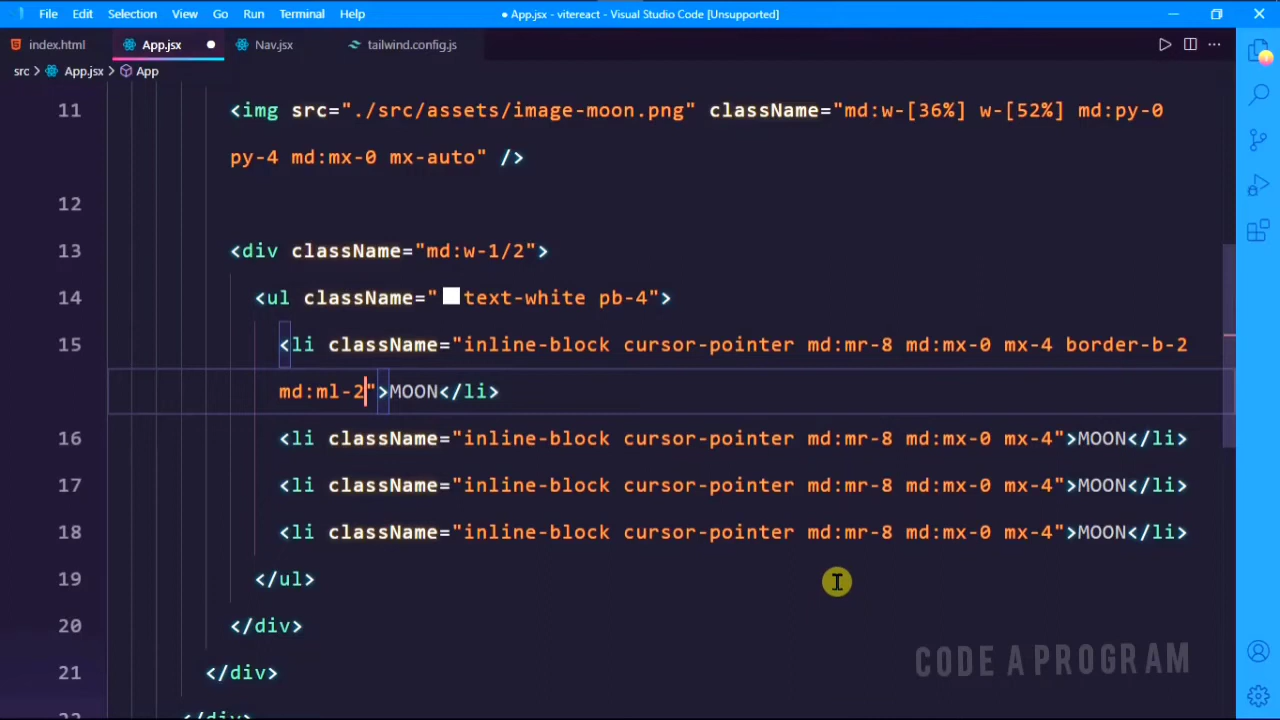 File Edit Selection View Go Run Terminal Help
● App.jsx - vitereact - Visual Studio Code [Unsupported]
index.html App.jsx Nav.jsx tailwind.config.js
src > App.jsx > App
11 <img src="./src/assets/image-moon.png" className="md:w-[36%] w-[52%] md:py-0
py-4 md:mx-0 mx-auto" />
12
13 <div className="md:w-1/2">
14 <ul className="text-white pb-4">
15 <li className="inline-block cursor-pointer md:mr-8 md:mx-0 mx-4 border-b-2
md:ml-2">MOON</li>
16 <li className="inline-block cursor-pointer md:mr-8 md:mx-0 mx-4">MOON</li>
17 <li className="inline-block cursor-pointer md:mr-8 md:mx-0 mx-4">MOON</li>
18 <li className="inline-block cursor-pointer md:mr-8 md:mx-0 mx-4">MOON</li>
19 </ul>
20 </div>
21 </div>
22 </div>
CODE A PROGRAM